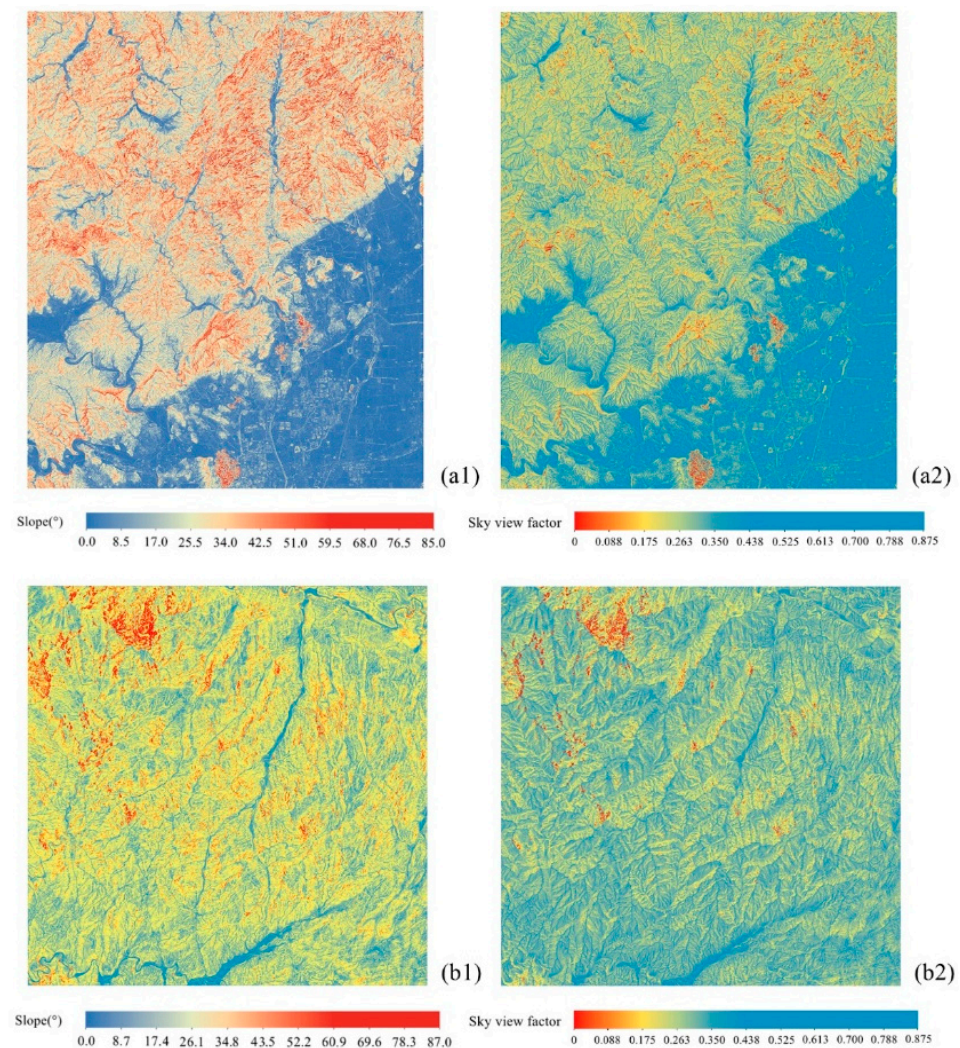 (a1)
(a2)
Slope(°)
0.0 8.5 17.0 25.5 34.0 42.5 51.0 59.5 68.0 76.5 85.0
Sky view factor
0 0.088 0.175 0.263 0.350 0.438 0.525 0.613 0.700 0.788 0.875
(b1)
(b2)
Slope(°)
0.0 8.7 17.4 26.1 34.8 43.5 52.2 60.9 69.6 78.3 87.0
Sky view factor
0 0.088 0.175 0.263 0.350 0.438 0.525 0.613 0.700 0.788 0.875